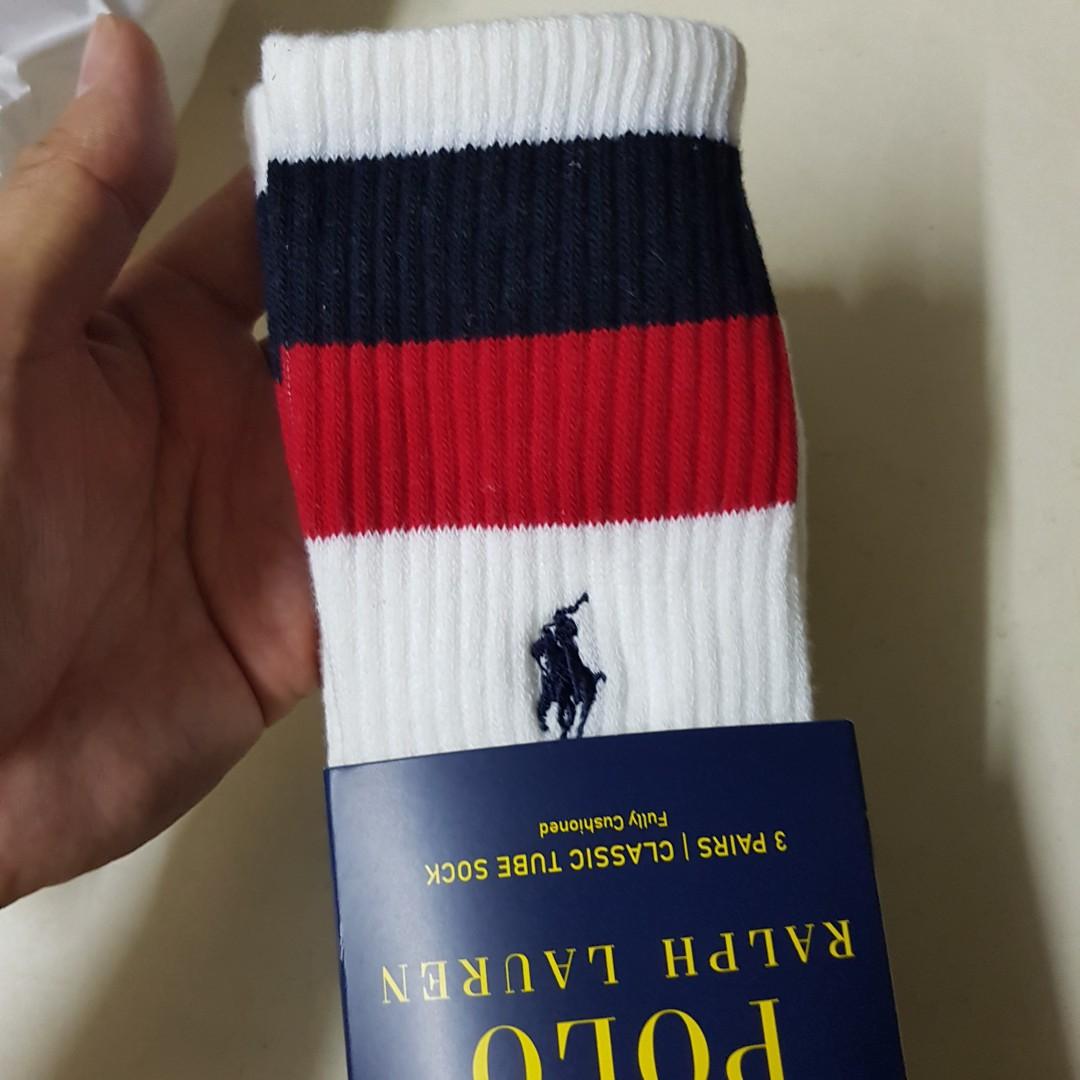 POLO
RALPH LAUREN
3 PAIRS | CLASSIC TUBE SOCK
Fully Cushioned